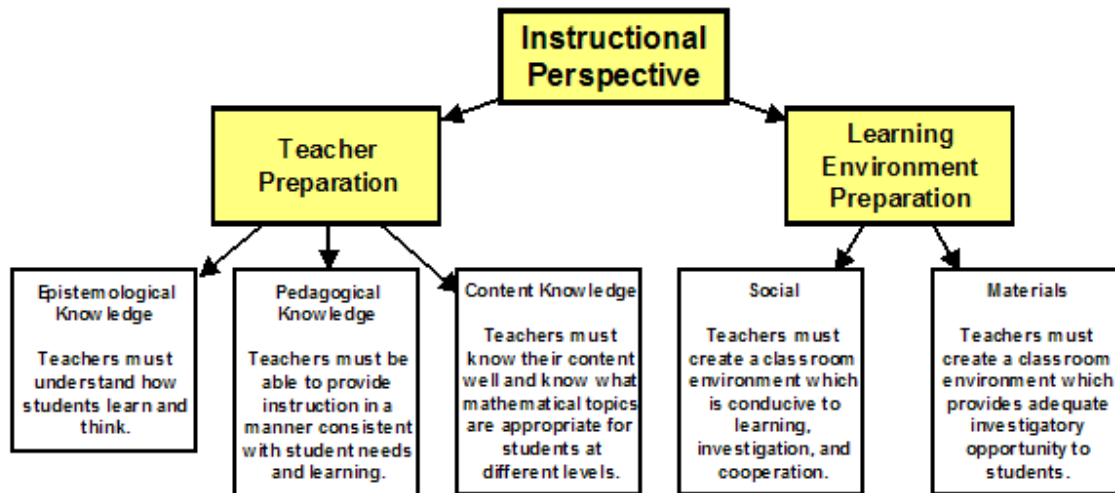 Instructional
Perspective
Teacher
Preparation
Learning
Environment
Preparation
Epistemological
Knowledge
Teachers must
understand how
students learn and
think.
Pedagogical
Knowledge
Teachers must be
able to provide
instruction in a
manner consistent
with student needs
and learning.
Content Knowledge
Teachers must
know their content
well and know what
mathematical topics
are appropriate for
students at
different levels.
Social
Teachers must
create a classroom
environment which
is conducive to
learning,
investigation, and
cooperation.
Materials
Teachers must
create a classroom
environment which
provides adequate
investigatory
opportunity to
students.